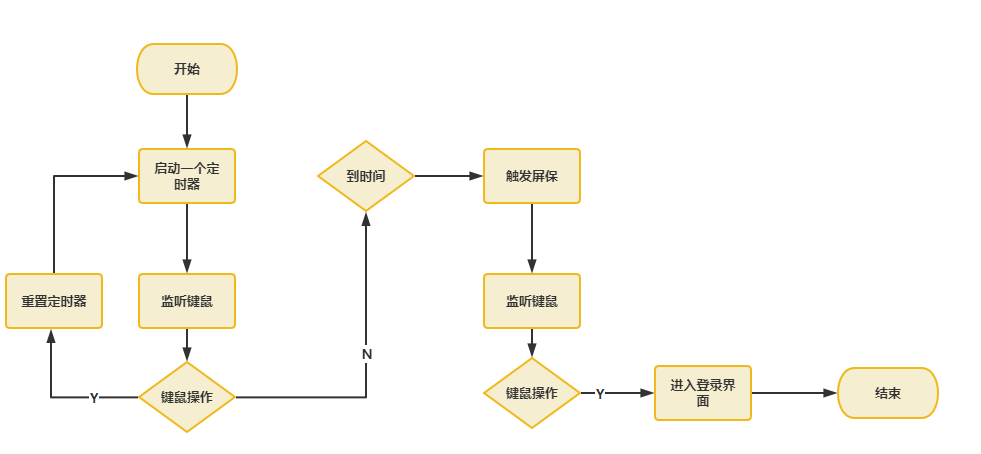 开始
启动一个定
时器
重置定时器
监听键鼠
键鼠操作
Y
N
到时间
触发屏保
监听键鼠
键鼠操作
Y
进入登录界
面
结束